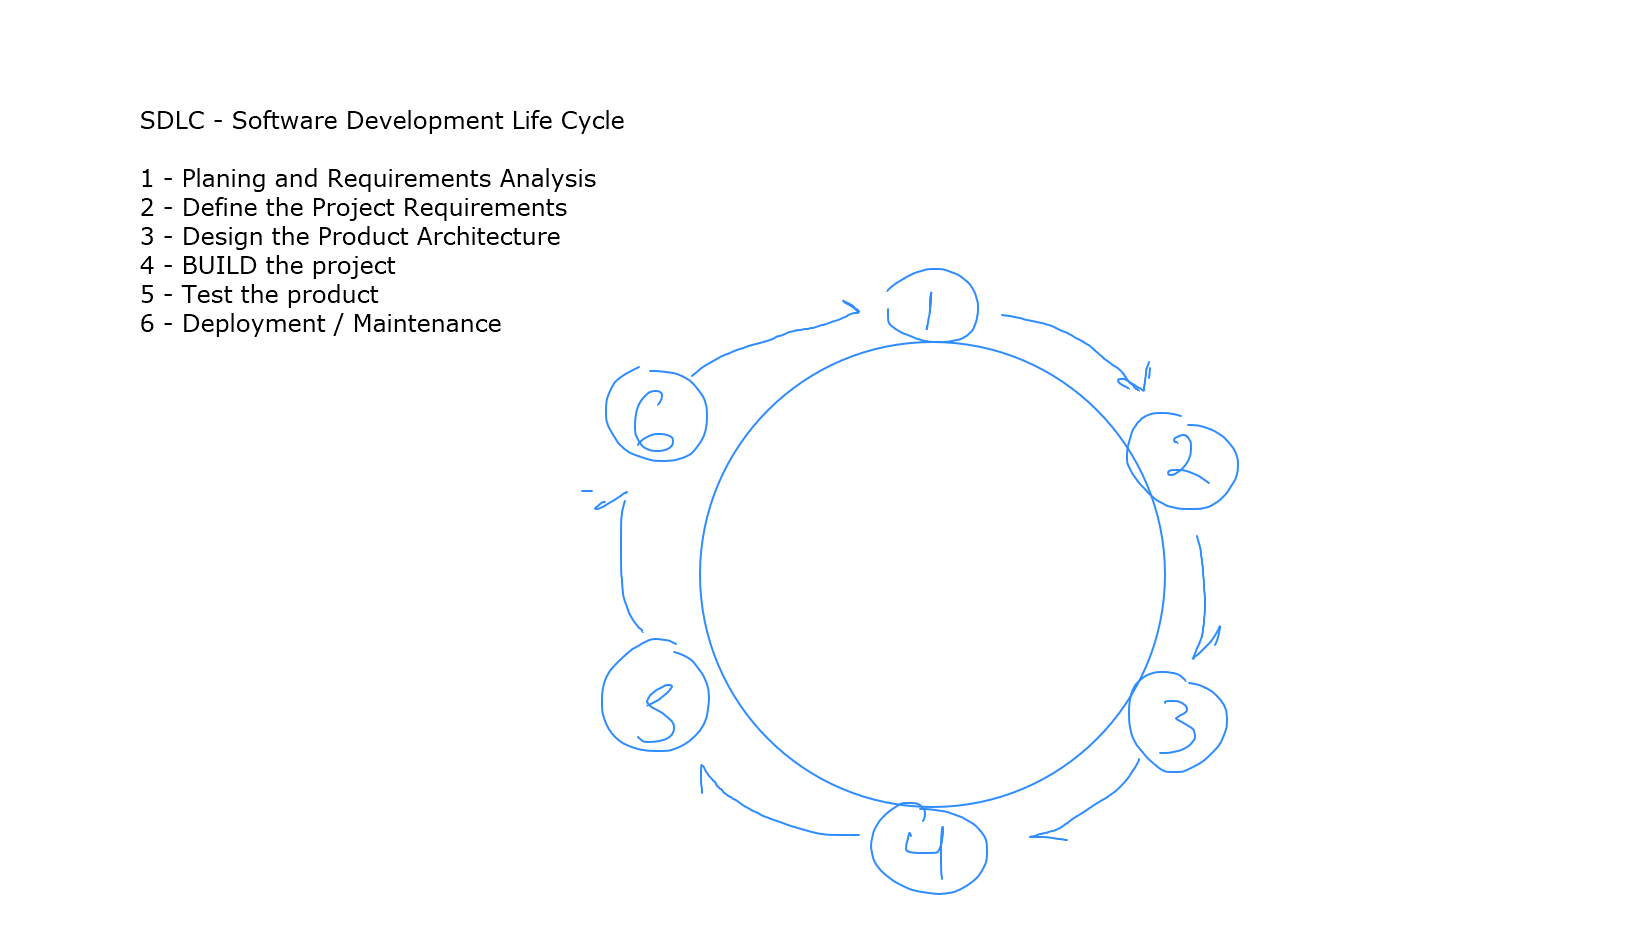 SDLC - Software Development Life Cycle
1 - Planing and Requirements Analysis
2 - Define the Project Requirements
3 - Design the Product Architecture
4 - BUILD the project
5 - Test the product
6 - Deployment / Maintenance
1
6
2
5
3
4